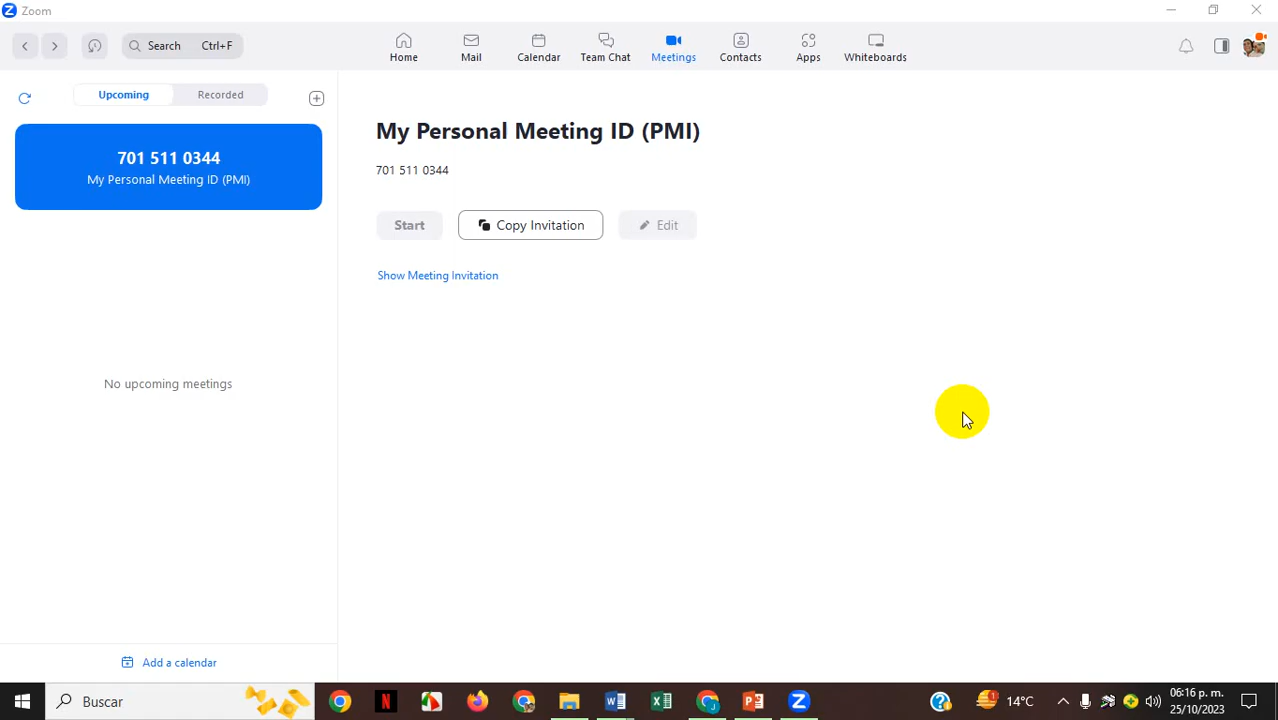 Zoom
Search Ctrl+F
Home
Mail
Calendar
Team Chat
Meetings
Contacts
Apps
Whiteboards
Upcoming
Recorded
701 511 0344
My Personal Meeting ID (PMI)
No upcoming meetings
Add a calendar
My Personal Meeting ID (PMI)
701 511 0344
Start
Copy Invitation
Edit
Show Meeting Invitation
Buscar
14°C
06:16 p. m.
25/10/2023